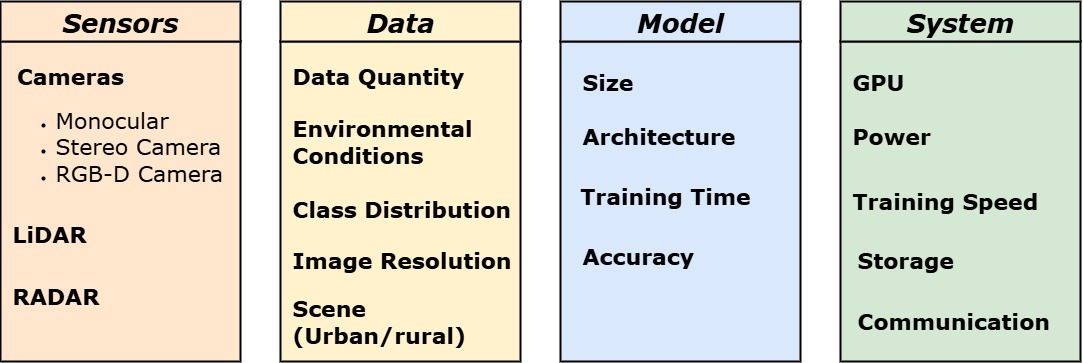 Sensors
Cameras
• Monocular
• Stereo Camera
• RGB-D Camera
LiDAR
RADAR
Data
Data Quantity
Environmental
Conditions
Class Distribution
Image Resolution
Scene
(Urban/rural)
Model
Size
Architecture
Training Time
Accuracy
System
GPU
Power
Training Speed
Storage
Communication